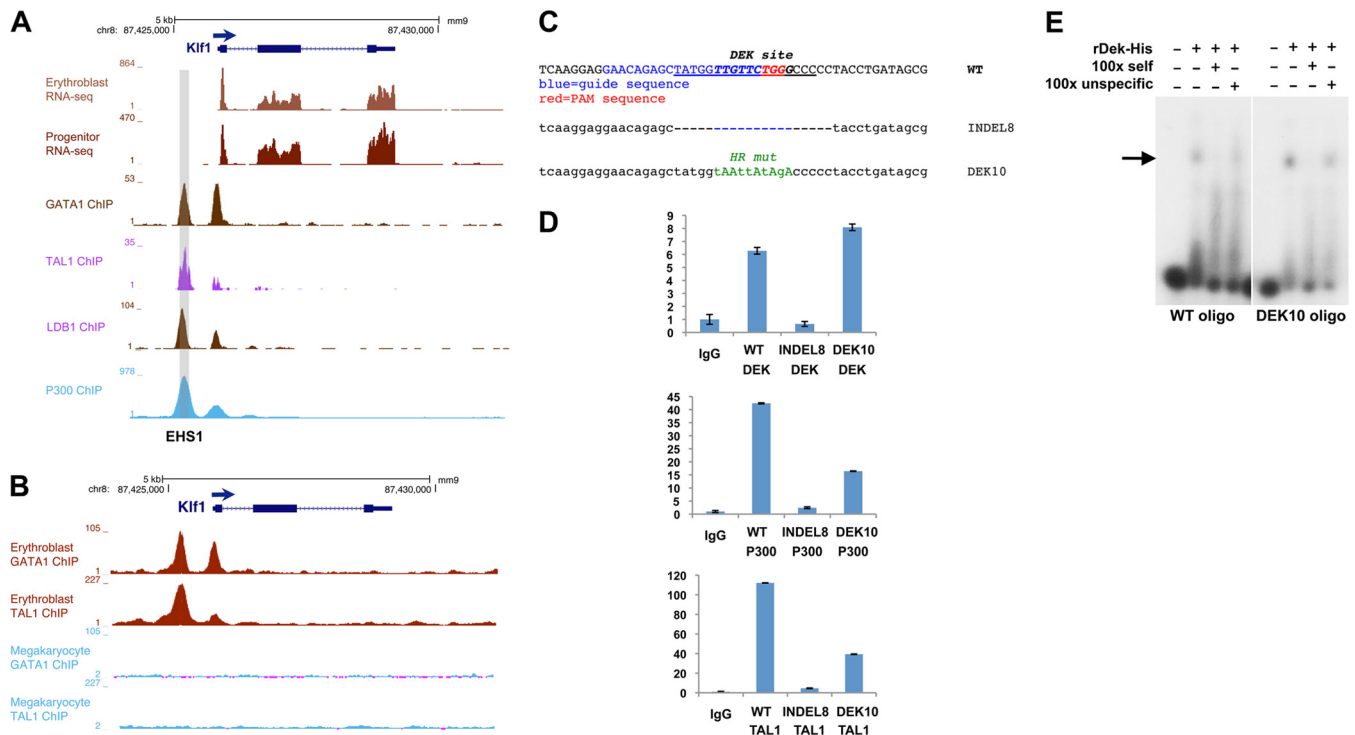 A
5 kb
mm9
chr8: 87,425,000
87,430,000
Klf1
864
Erythroblast
RNA-seq
1
470
Progenitor
RNA-seq
1
53
GATA1 ChIP
1
35
TAL1 ChIP
1
104
LDB1 ChIP
1
978
P300 ChIP
1
EHS1
B
5 kb
mm9
chr8: 87,425,000
87,430,000
Klf1
105
Erythroblast
GATA1 ChIP
1
227
Erythroblast
TAL1 ChIP
1
105
Megakaryocyte
GATA1 ChIP
2
227
Megakaryocyte
TAL1 ChIP
2
C
DEK site
TCAAGGAGGAACAGAGCTATGGTTGTTCTGGGCCCCCTACCTGATAGCG WT
blue=guide sequence
red=PAM sequence
tcaaggaggaacagagc--------------------tacctgatagcg INDEL8
HR mut
tcaaggaggaacagagctatggtAAttAtAgAcccccctacctgatagcg DEK10
D
9
8
7
6
5
4
3
2
1
0
IgG WT INDEL8 DEK10
DEK DEK DEK
45
40
35
30
25
20
15
10
5
0
IgG WT INDEL8 DEK10
P300 P300 P300
120
100
80
60
40
20
0
IgG WT INDEL8 DEK10
TAL1 TAL1 TAL1
E
rDek-His – + + + – + + +
100x self – – + – – – + –
100x unspecific – – – + – – – +
WT oligo DEK10 oligo